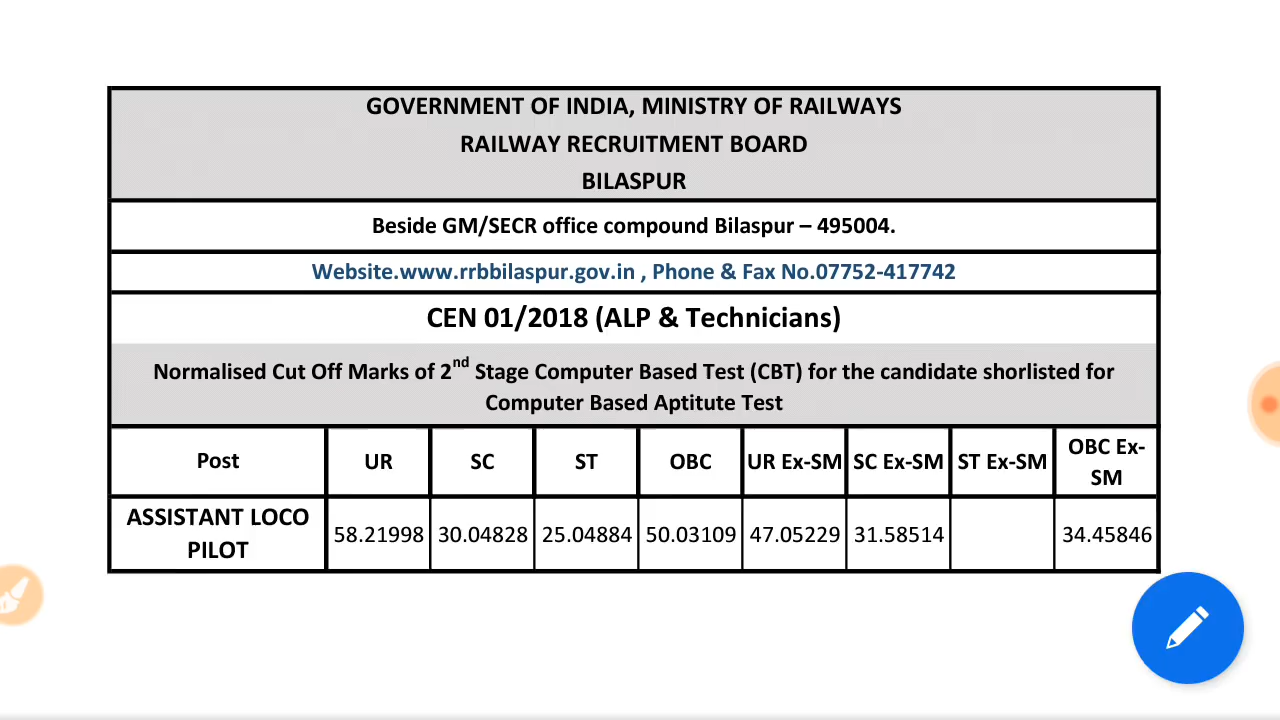 GOVERNMENT OF INDIA, MINISTRY OF RAILWAYS
RAILWAY RECRUITMENT BOARD
BILASPUR
Beside GM/SECR office compound Bilaspur – 495004.
Website.www.rrbbilaspur.gov.in , Phone & Fax No.07752-417742
CEN 01/2018 (ALP & Technicians)
Normalised Cut Off Marks of 2nd Stage Computer Based Test (CBT) for the candidate shorlisted for
Computer Based Aptitute Test
Post UR SC ST OBC UR Ex-SM SC Ex-SM ST Ex-SM OBC Ex-
SM
ASSISTANT LOCO
PILOT 58.21998 30.04828 25.04884 50.03109 47.05229 31.58514 34.45846